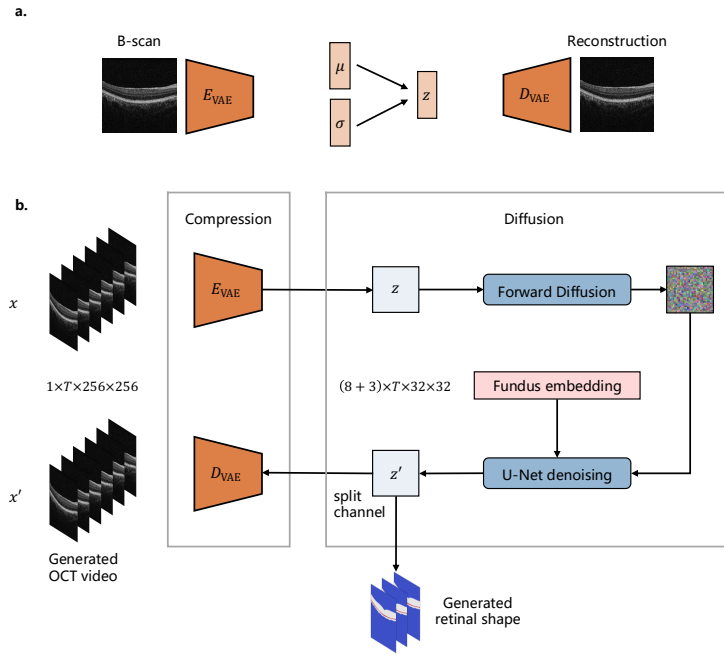 a.
B-scan
Reconstruction
E_VAE
μ
σ
z
D_VAE
b.
Compression
Diffusion
x
E_VAE
z
Forward Diffusion
1×T×256×256
(8 + 3)×T×32×32
Fundus embedding
x′
D_VAE
z′
U-Net denoising
split
channel
Generated
OCT video
Generated
retinal shape